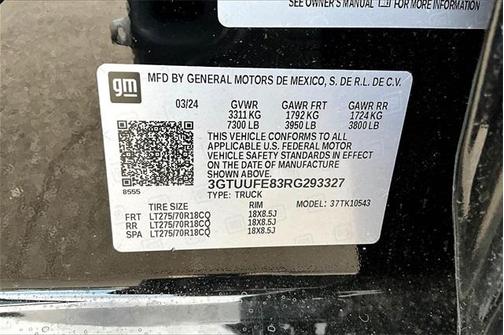 SEE OWNER'S MANUAL FOR MORE INFORMATION
gm
MFD BY GENERAL MOTORS DE MEXICO, S. DE R.L. DE C.V.
03/24 GVWR GAWR FRT GAWR RR
3311 KG 1792 KG 1724 KG
7300 LB 3950 LB 3800 LB
THIS VEHICLE CONFORMS TO ALL
APPLICABLE U.S. FEDERAL MOTOR
VEHICLE SAFETY STANDARDS IN EFFECT
ON THE DATE OF MANUFACTURE
SHOWN ABOVE.
3GTUUFE83RG293327
8555
TYPE: TRUCK MODEL: 37TK10543
TIRE SIZE RIM
FRT LT275/70R18CQ 18X8.5J
RR LT275/70R18CQ 18X8.5J
SPA LT275/70R18CQ 18X8.5J